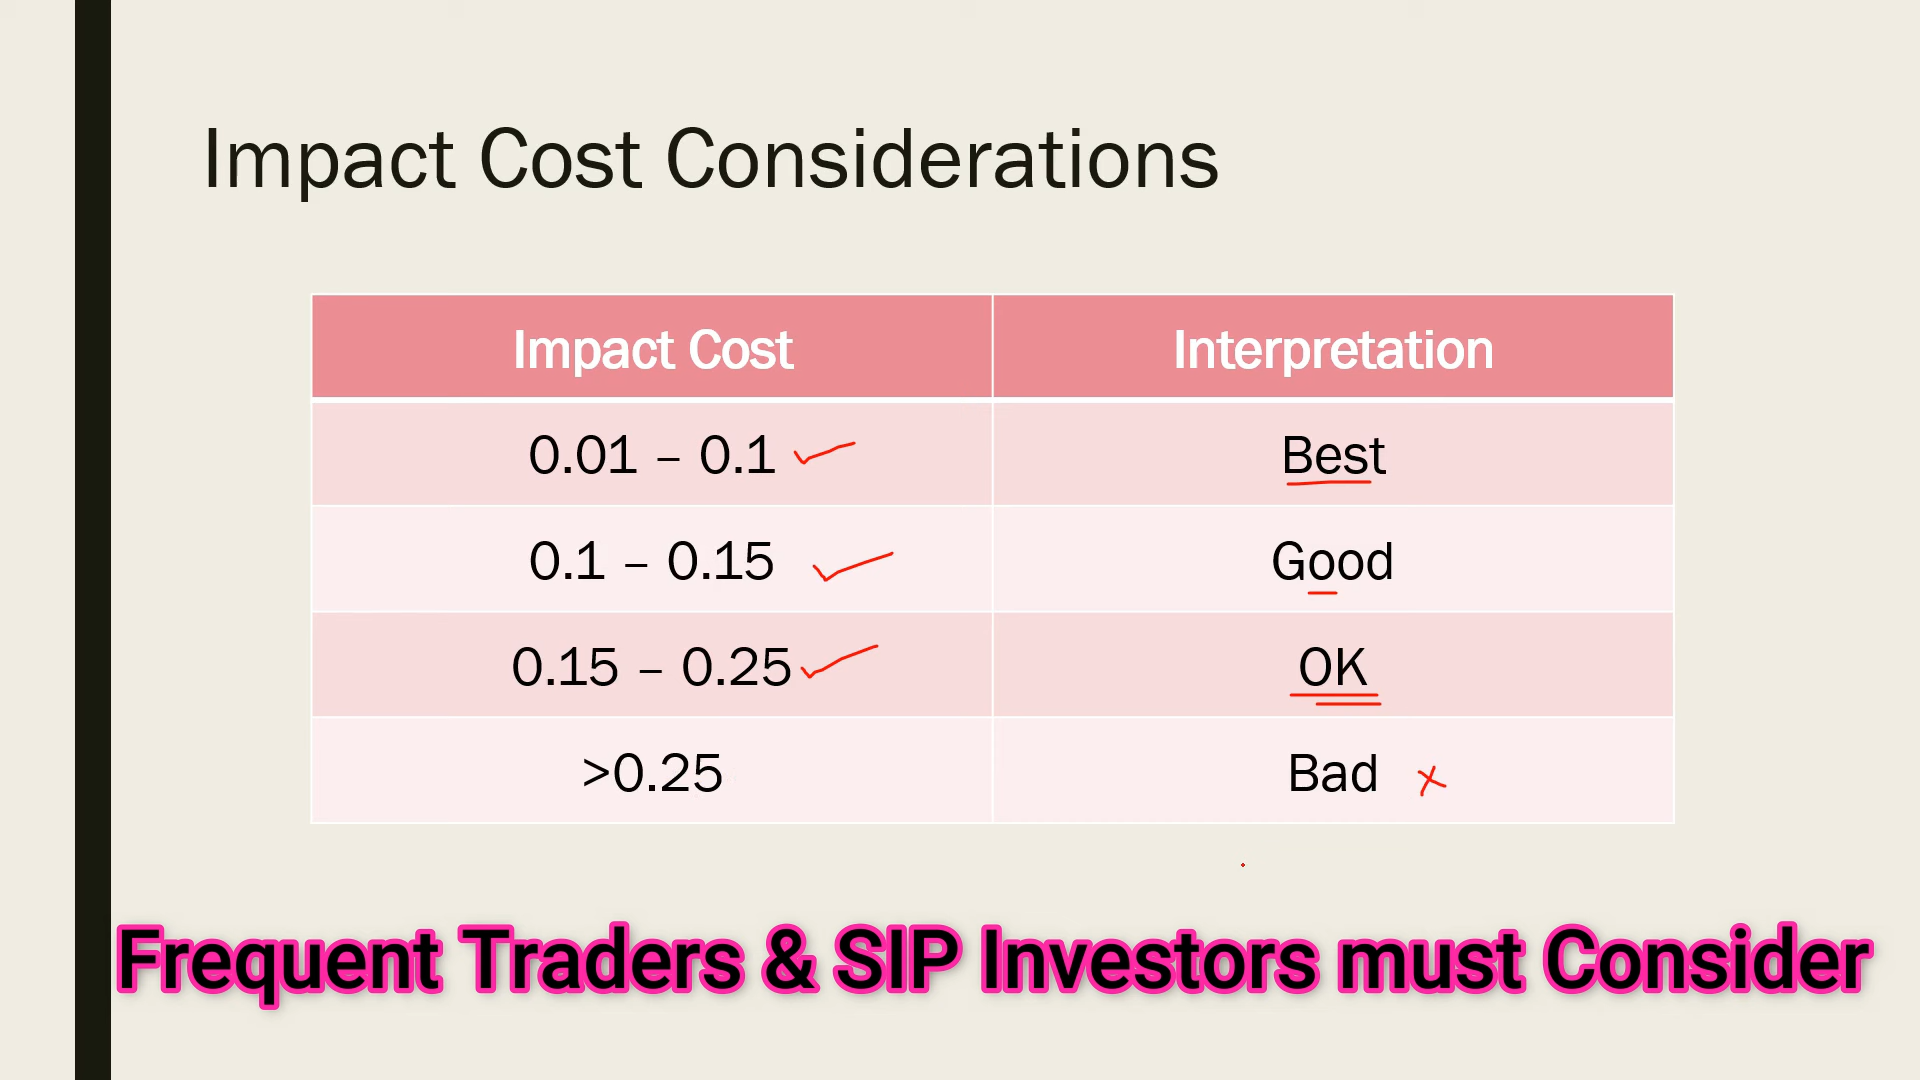 Impact Cost Considerations
Impact Cost Interpretation
0.01 – 0.1 Best
0.1 – 0.15 Good
0.15 – 0.25 OK
>0.25 Bad
Frequent Traders & SIP Investors must Consider